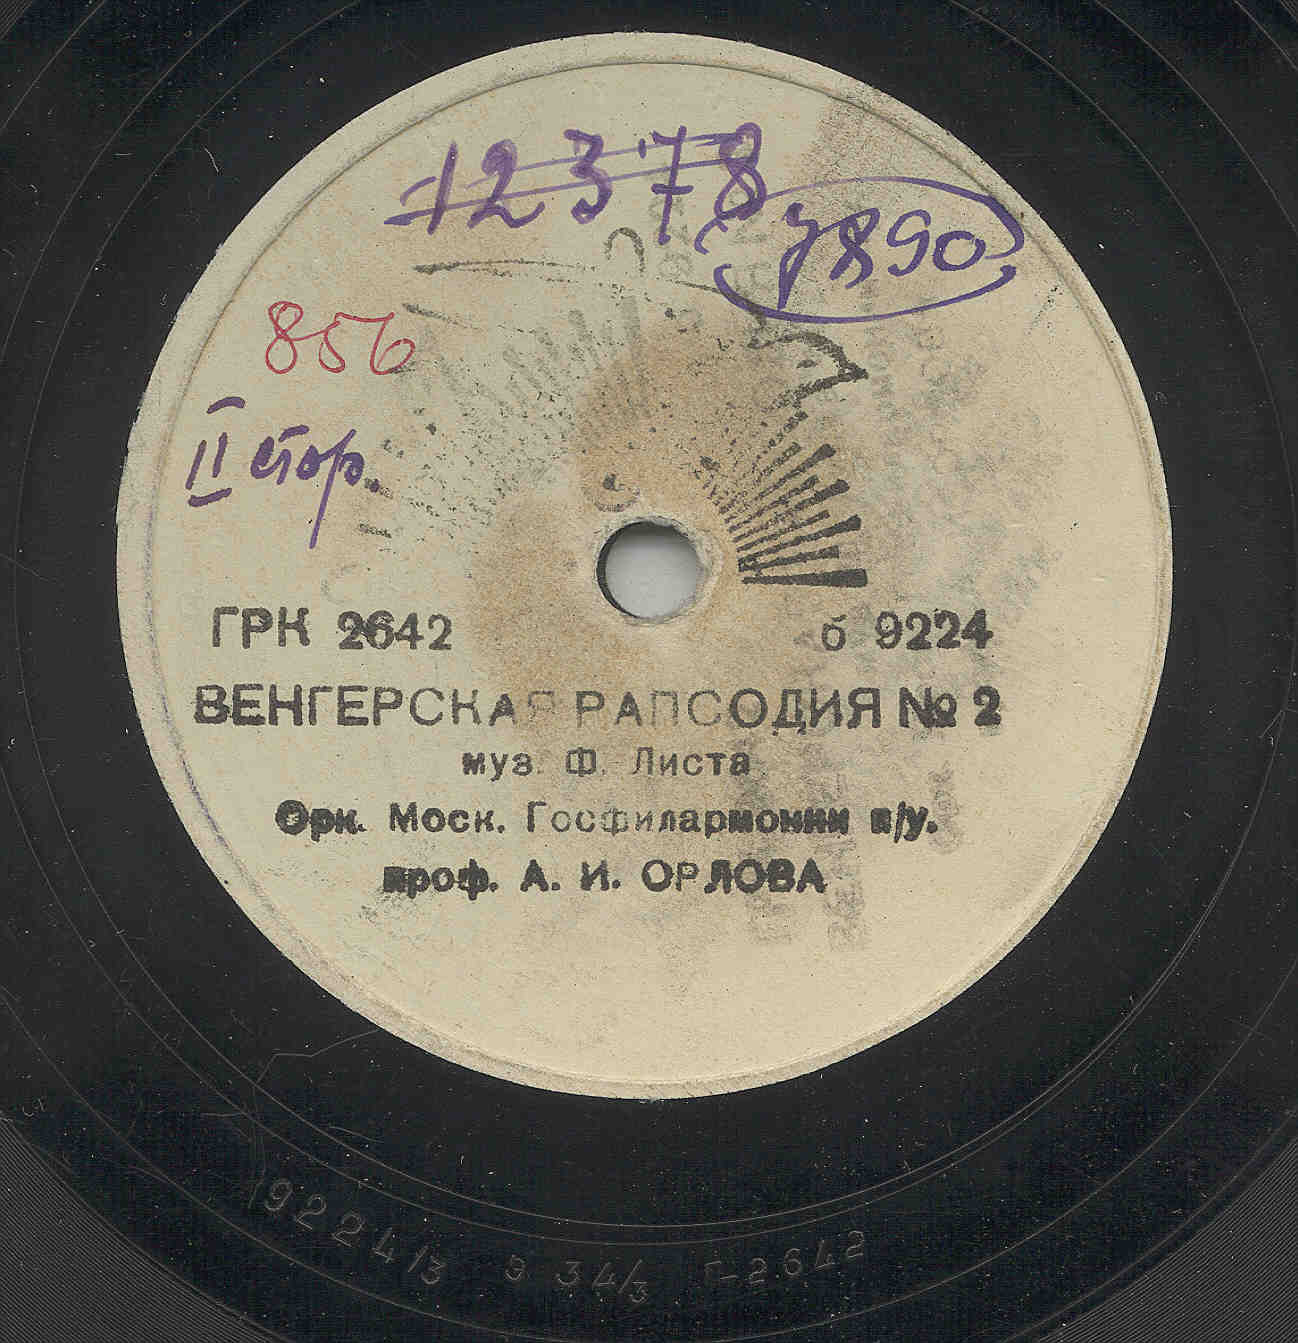 12378
7890
856
II стор.
ГРК 2642 б 9224
ВЕНГЕРСКАЯ РАПСОДИЯ № 2
муз. Ф. Листа
Орк. Моск. Госфилармонии п/у.
проф. А. И. ОРЛОВА
9224/3 Э 34/3 Г-2642